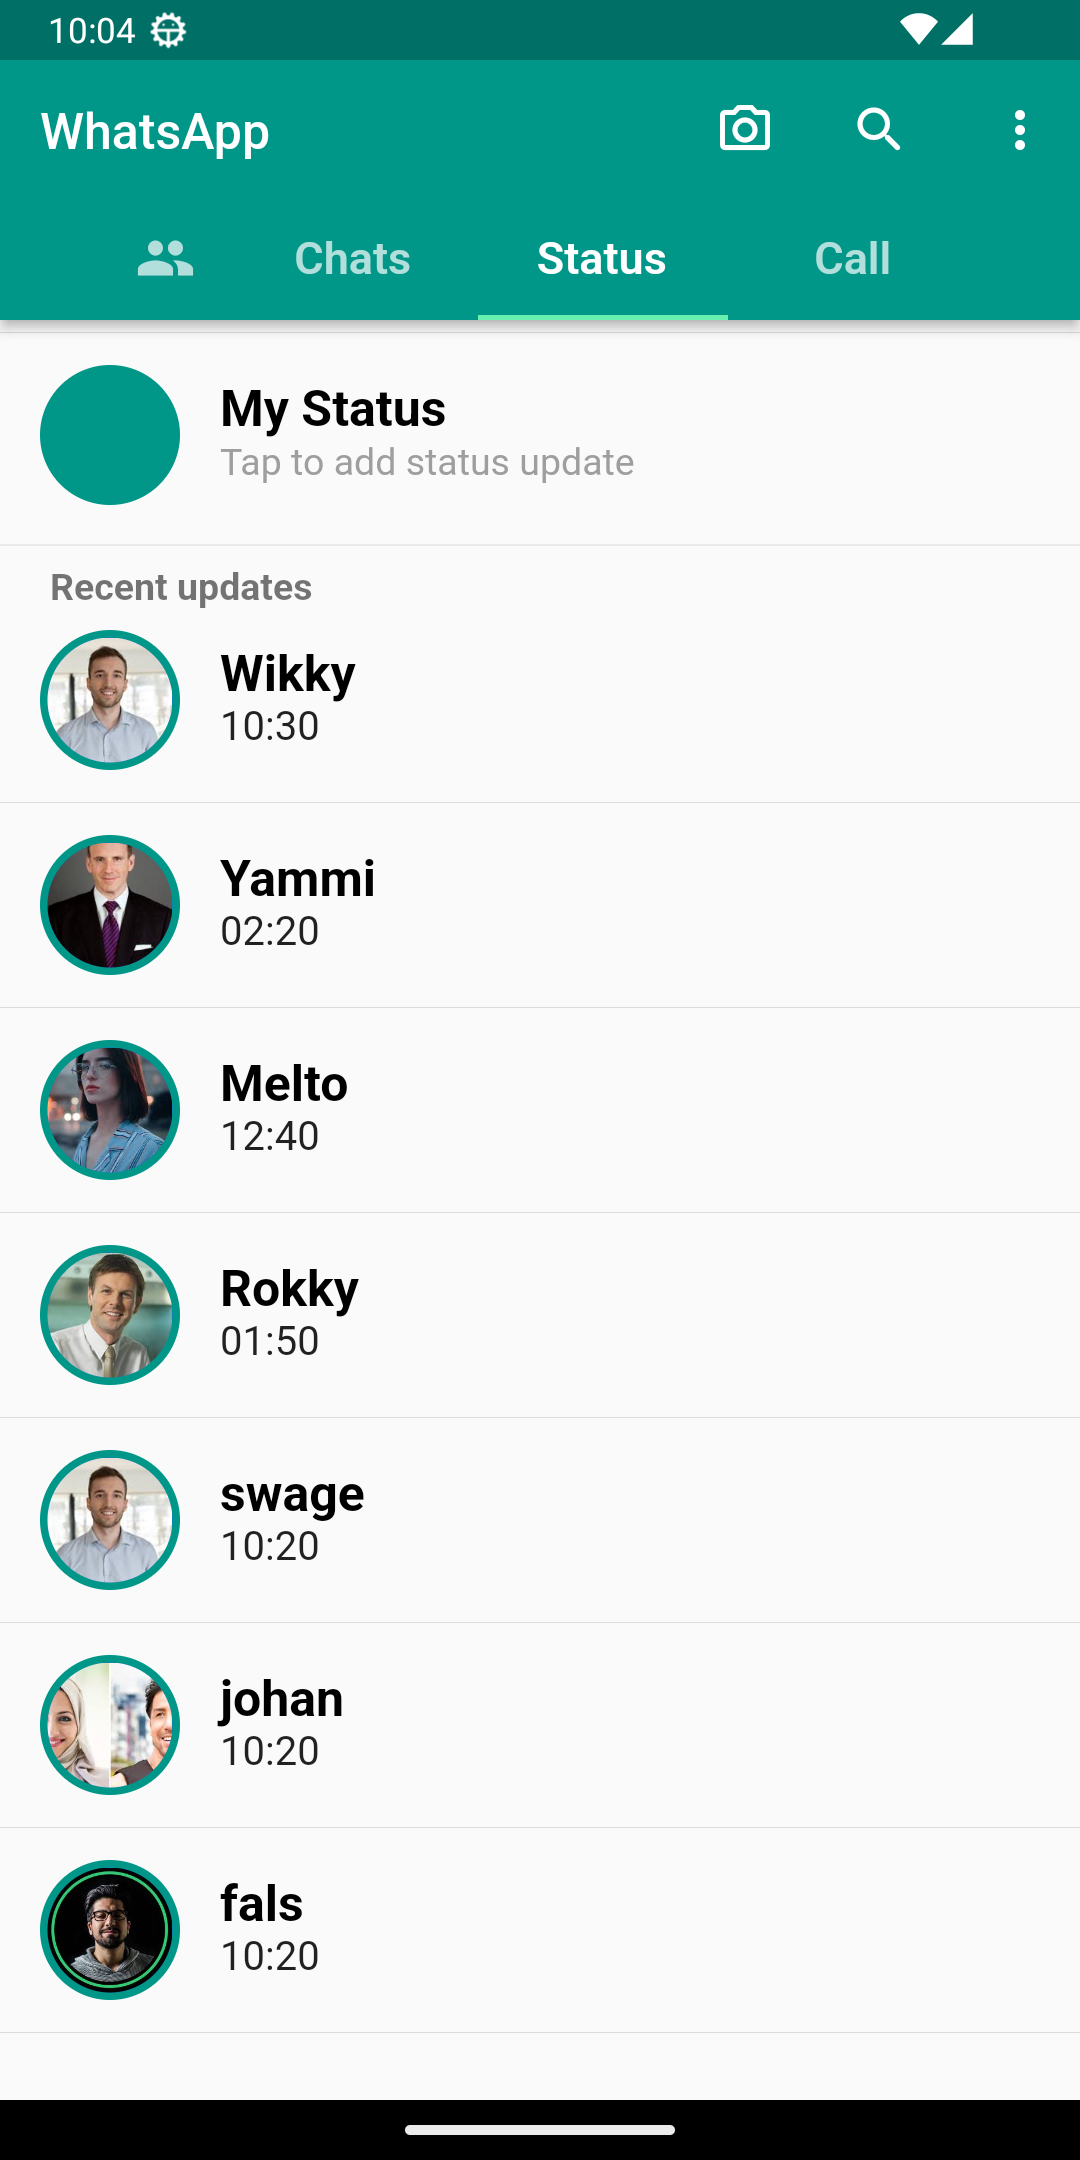 10:04
WhatsApp
Chats Status Call
My Status
Tap to add status update
Recent updates
Wikky
10:30
Yammi
02:20
Melto
12:40
Rokky
01:50
swage
10:20
johan
10:20
fals
10:20